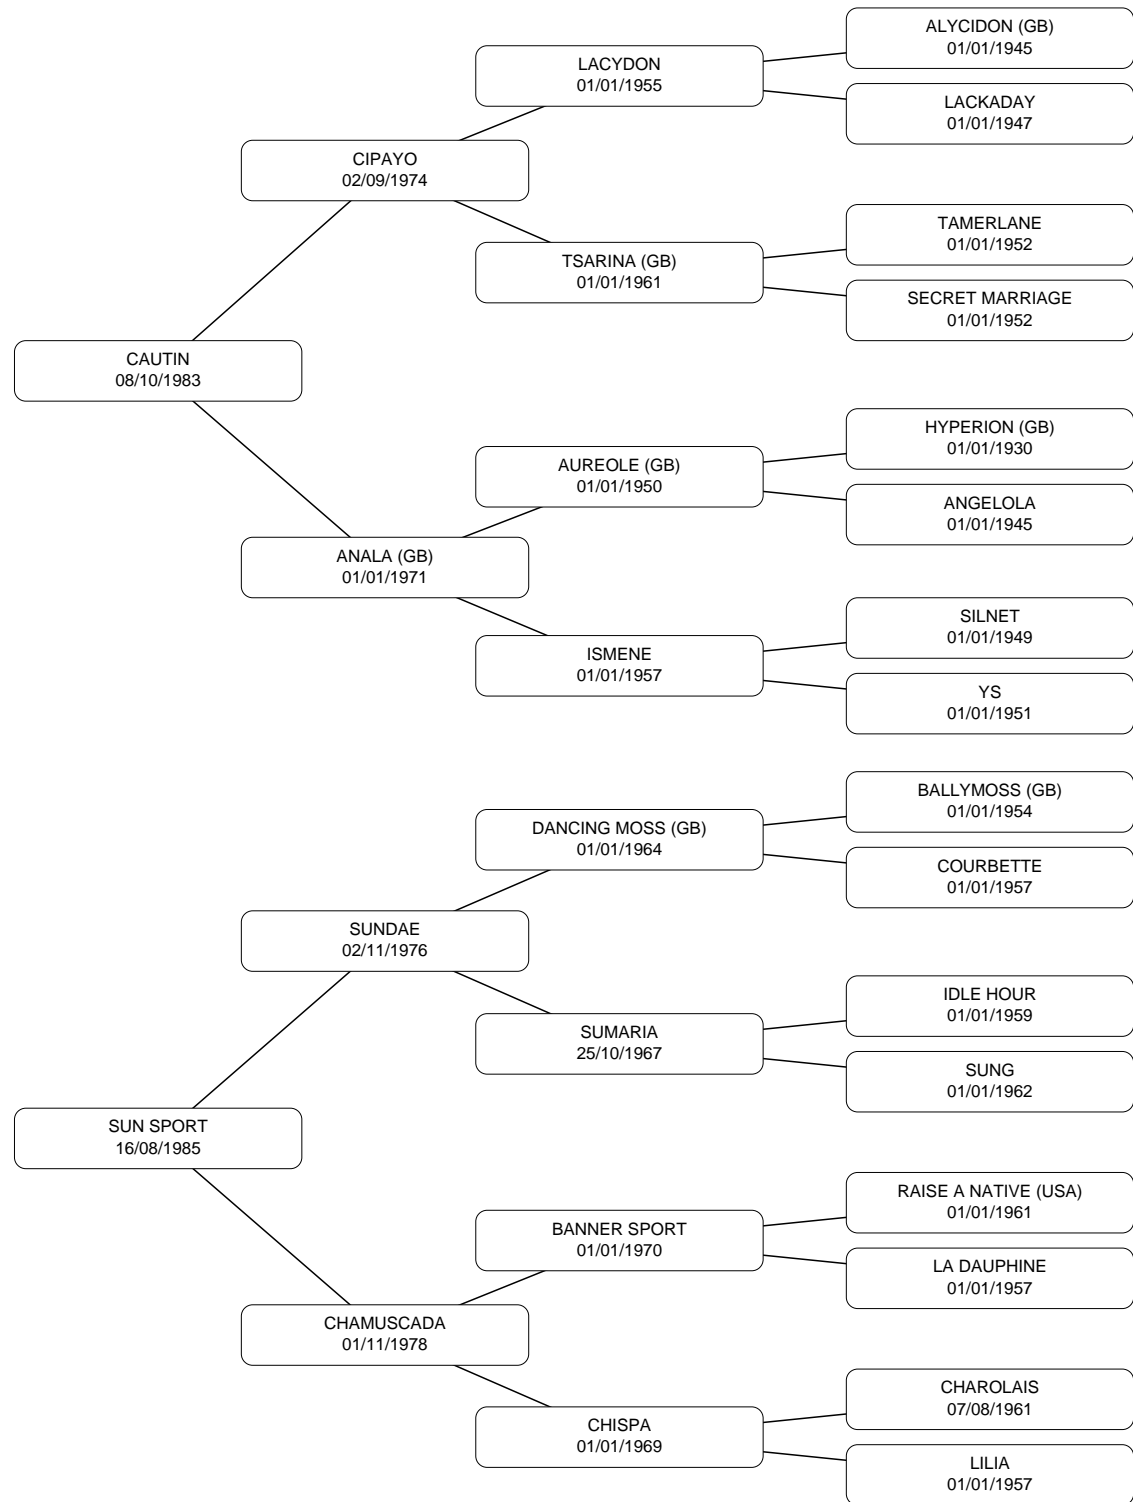 ALYCIDON (GB)
01/01/1945
LACYDON
01/01/1955
LACKADAY
01/01/1947
CIPAYO
02/09/1974
TAMERLANE
01/01/1952
TSARINA (GB)
01/01/1961
SECRET MARRIAGE
01/01/1952
CAUTIN
08/10/1983
HYPERION (GB)
01/01/1930
AUREOLE (GB)
01/01/1950
ANGELOLA
01/01/1945
ANALA (GB)
01/01/1971
SILNET
01/01/1949
ISMENE
01/01/1957
YS
01/01/1951
BALLYMOSS (GB)
01/01/1954
DANCING MOSS (GB)
01/01/1964
COURBETTE
01/01/1957
SUNDAE
02/11/1976
IDLE HOUR
01/01/1959
SUMARIA
25/10/1967
SUNG
01/01/1962
SUN SPORT
16/08/1985
RAISE A NATIVE (USA)
01/01/1961
BANNER SPORT
01/01/1970
LA DAUPHINE
01/01/1957
CHAMUSCADA
01/11/1978
CHAROLAIS
07/08/1961
CHISPA
01/01/1969
LILIA
01/01/1957